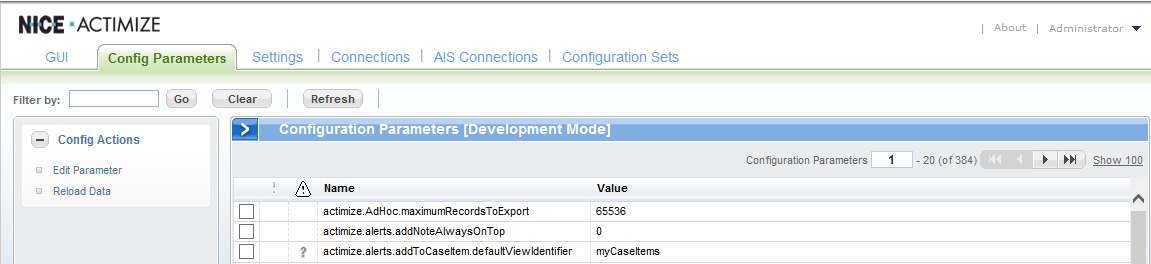 NICE·ACTIMIZE
| About | Administrator
GUI Config Parameters Settings | Connections | AIS Connections | Configuration Sets
Filter by: Go Clear Refresh
Config Actions
Edit Parameter
Reload Data
Configuration Parameters [Development Mode]
Configuration Parameters 1 - 20 (of 384) Show 100
Name Value
actimize.AdHoc.maximumRecordsToExport 65536
actimize.alerts.addNoteAlwaysOnTop 0
? actimize.alerts.addToCaseItem.defaultViewIdentifier myCaseItems